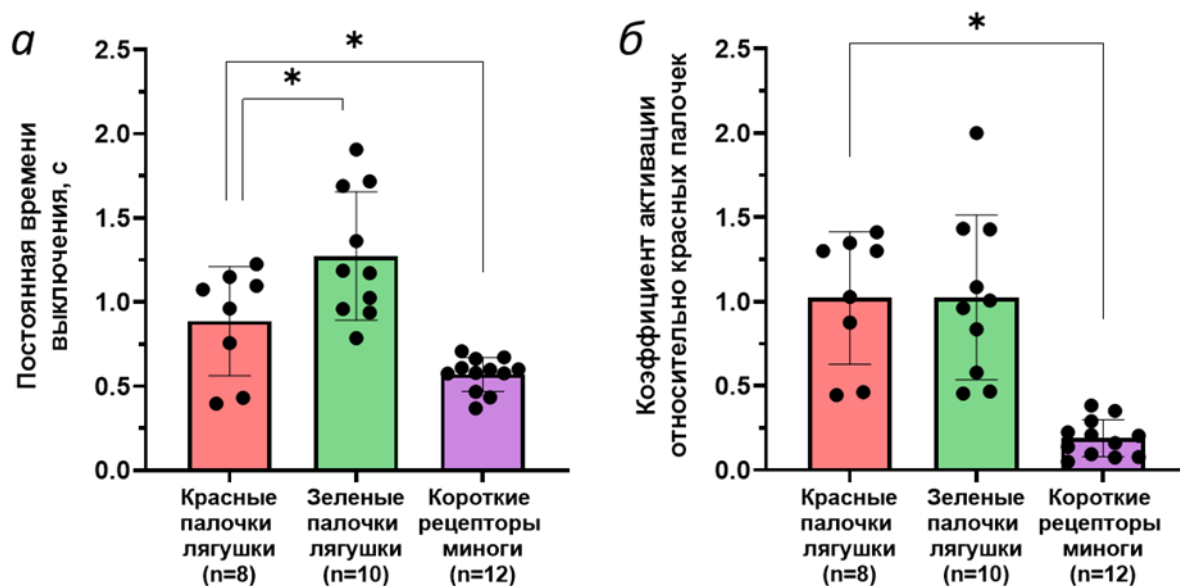 а
Постоянная времени
выключения, с
2.5
2.0
1.5
1.0
0.5
0.0
*
*
Красные
палочки
лягушки
(n=8)
Зеленые
палочки
лягушки
(n=10)
Короткие
рецепторы
миноги
(n=12)
б
Коэффициент активации
относительно красных палочек
2.5
2.0
1.5
1.0
0.5
0.0
*
Красные
палочки
лягушки
(n=8)
Зеленые
палочки
лягушки
(n=10)
Короткие
рецепторы
миноги
(n=12)